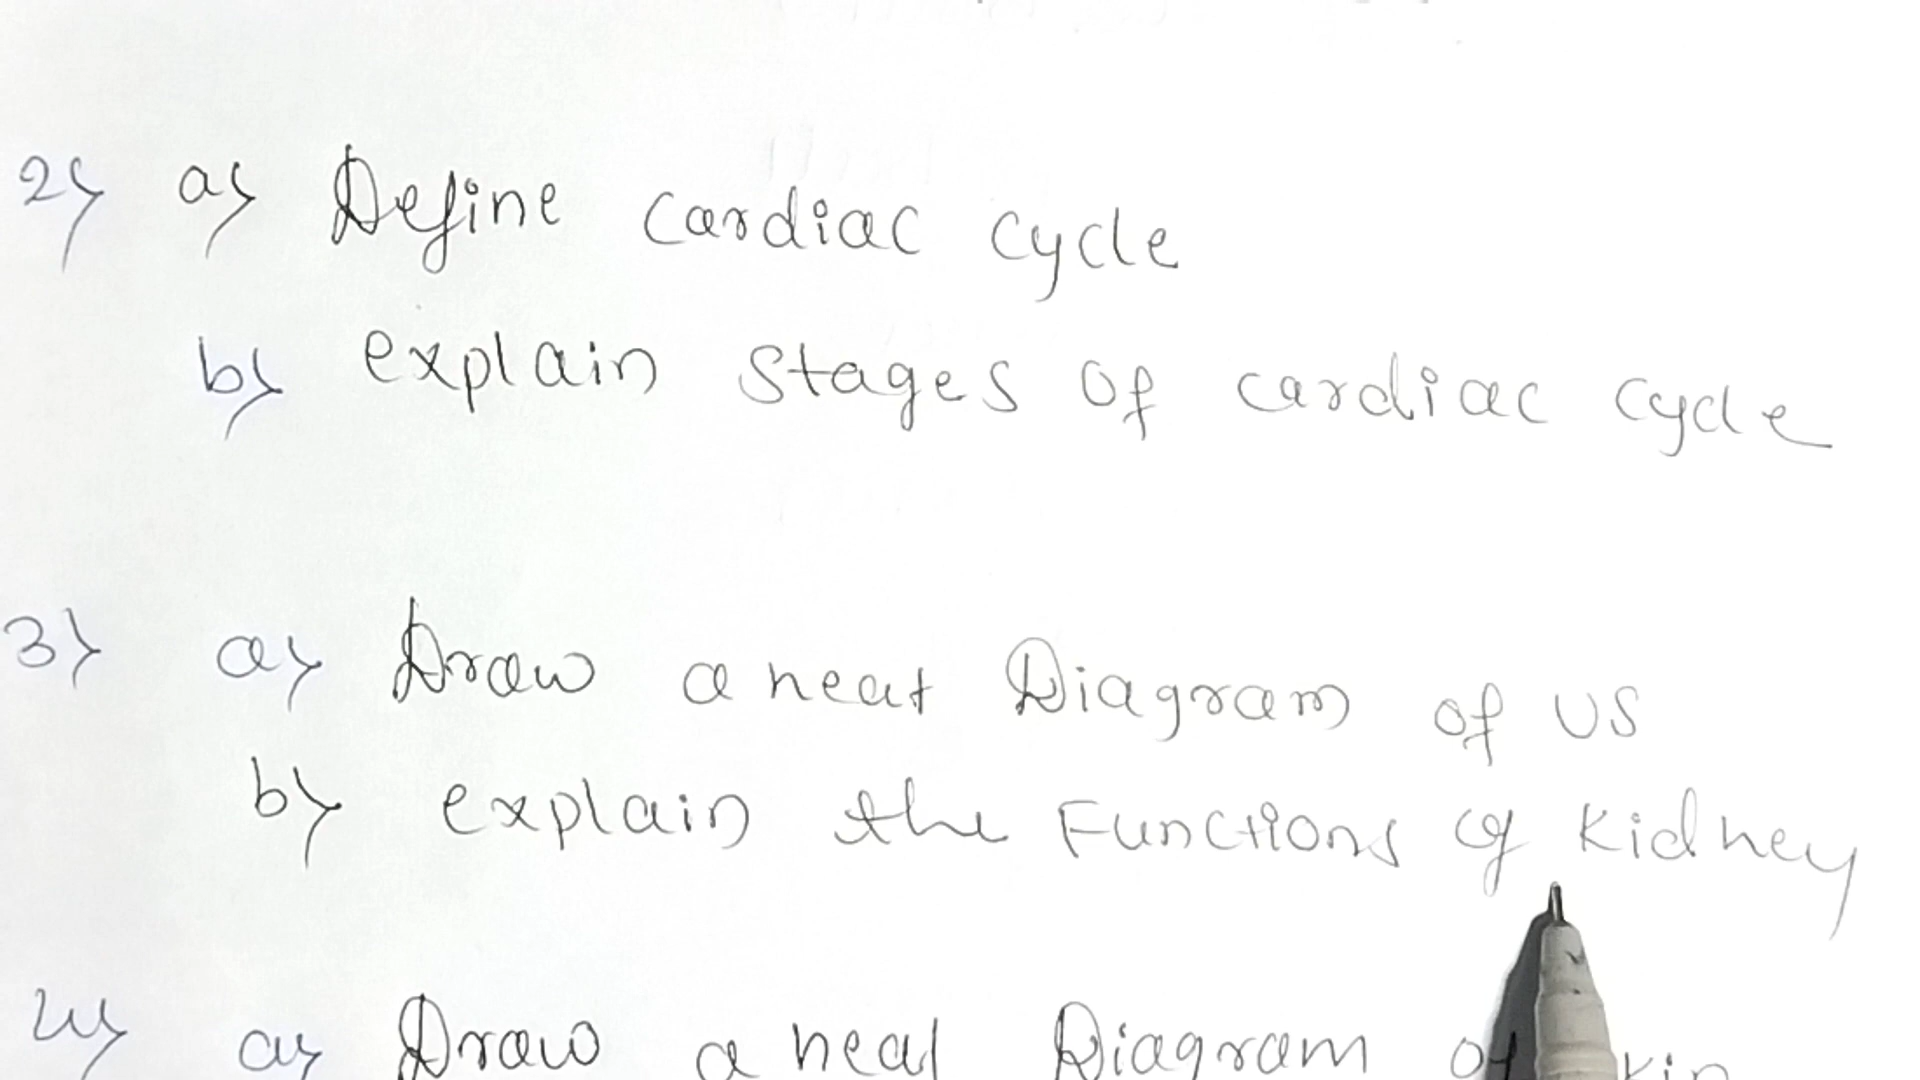 2) a) Define cardiac cycle
b) explain stages of cardiac cycle
3) a) Draw a neat Diagram of US
b) explain the Functions of Kidney
4) a) Draw a neat Diagram of